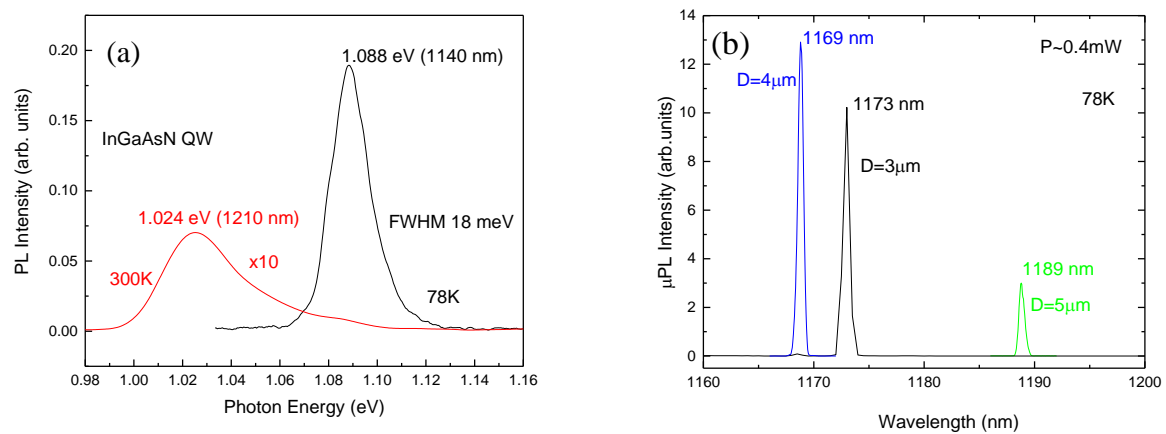 (a)
1.088 eV (1140 nm)
InGaAsN QW
1.024 eV (1210 nm)
FWHM 18 meV
x10
300K
78K
0.20
0.15
0.10
0.05
0.00
PL Intensity (arb. units)
0.98 1.00 1.02 1.04 1.06 1.08 1.10 1.12 1.14 1.16
Photon Energy (eV)
(b)
1169 nm
P~0.4mW
D=4μm
78K
1173 nm
D=3μm
1189 nm
D=5μm
14
12
10
8
6
4
2
0
μPL Intensity (arb.units)
1160 1170 1180 1190 1200
Wavelength (nm)